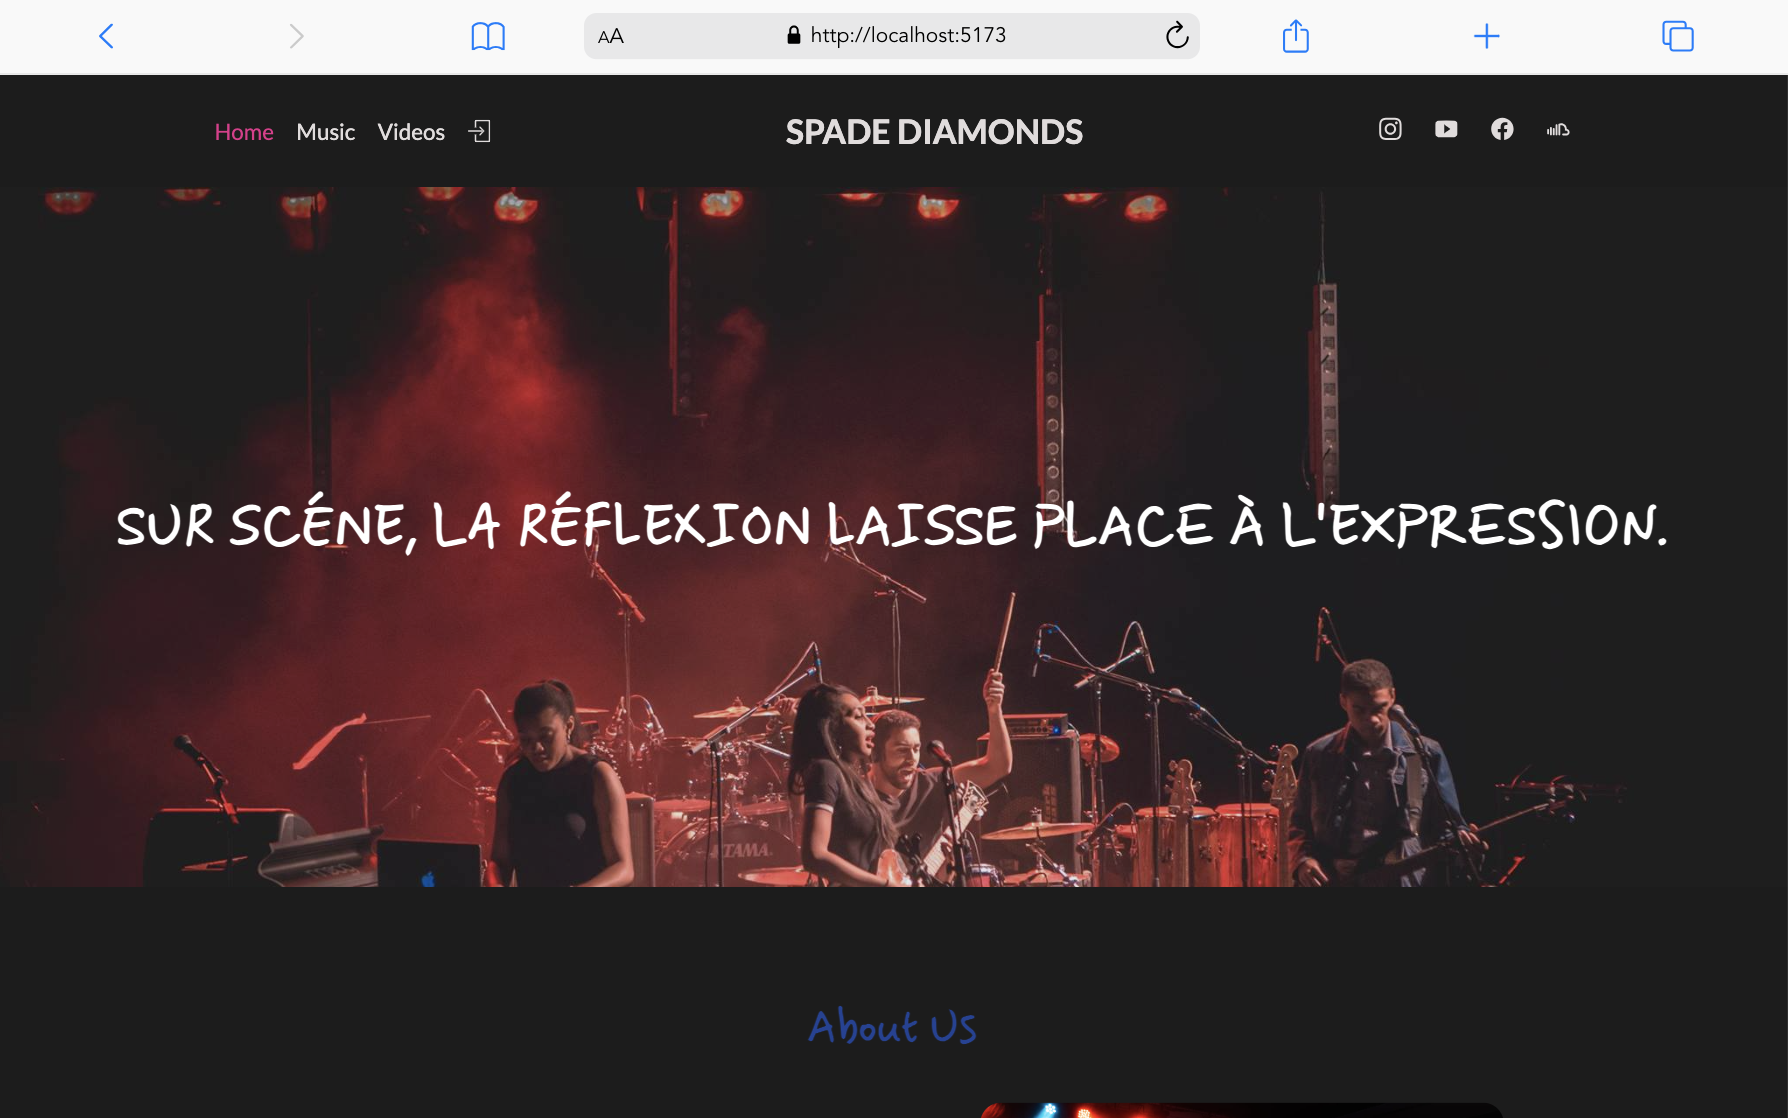 AA http://localhost:5173
Home Music Videos SPADE DIAMONDS
SUR SCÉNE, LA RÉFLEXION LAISSE PLACE À L'EXPRESSION.
TAMA
About Us